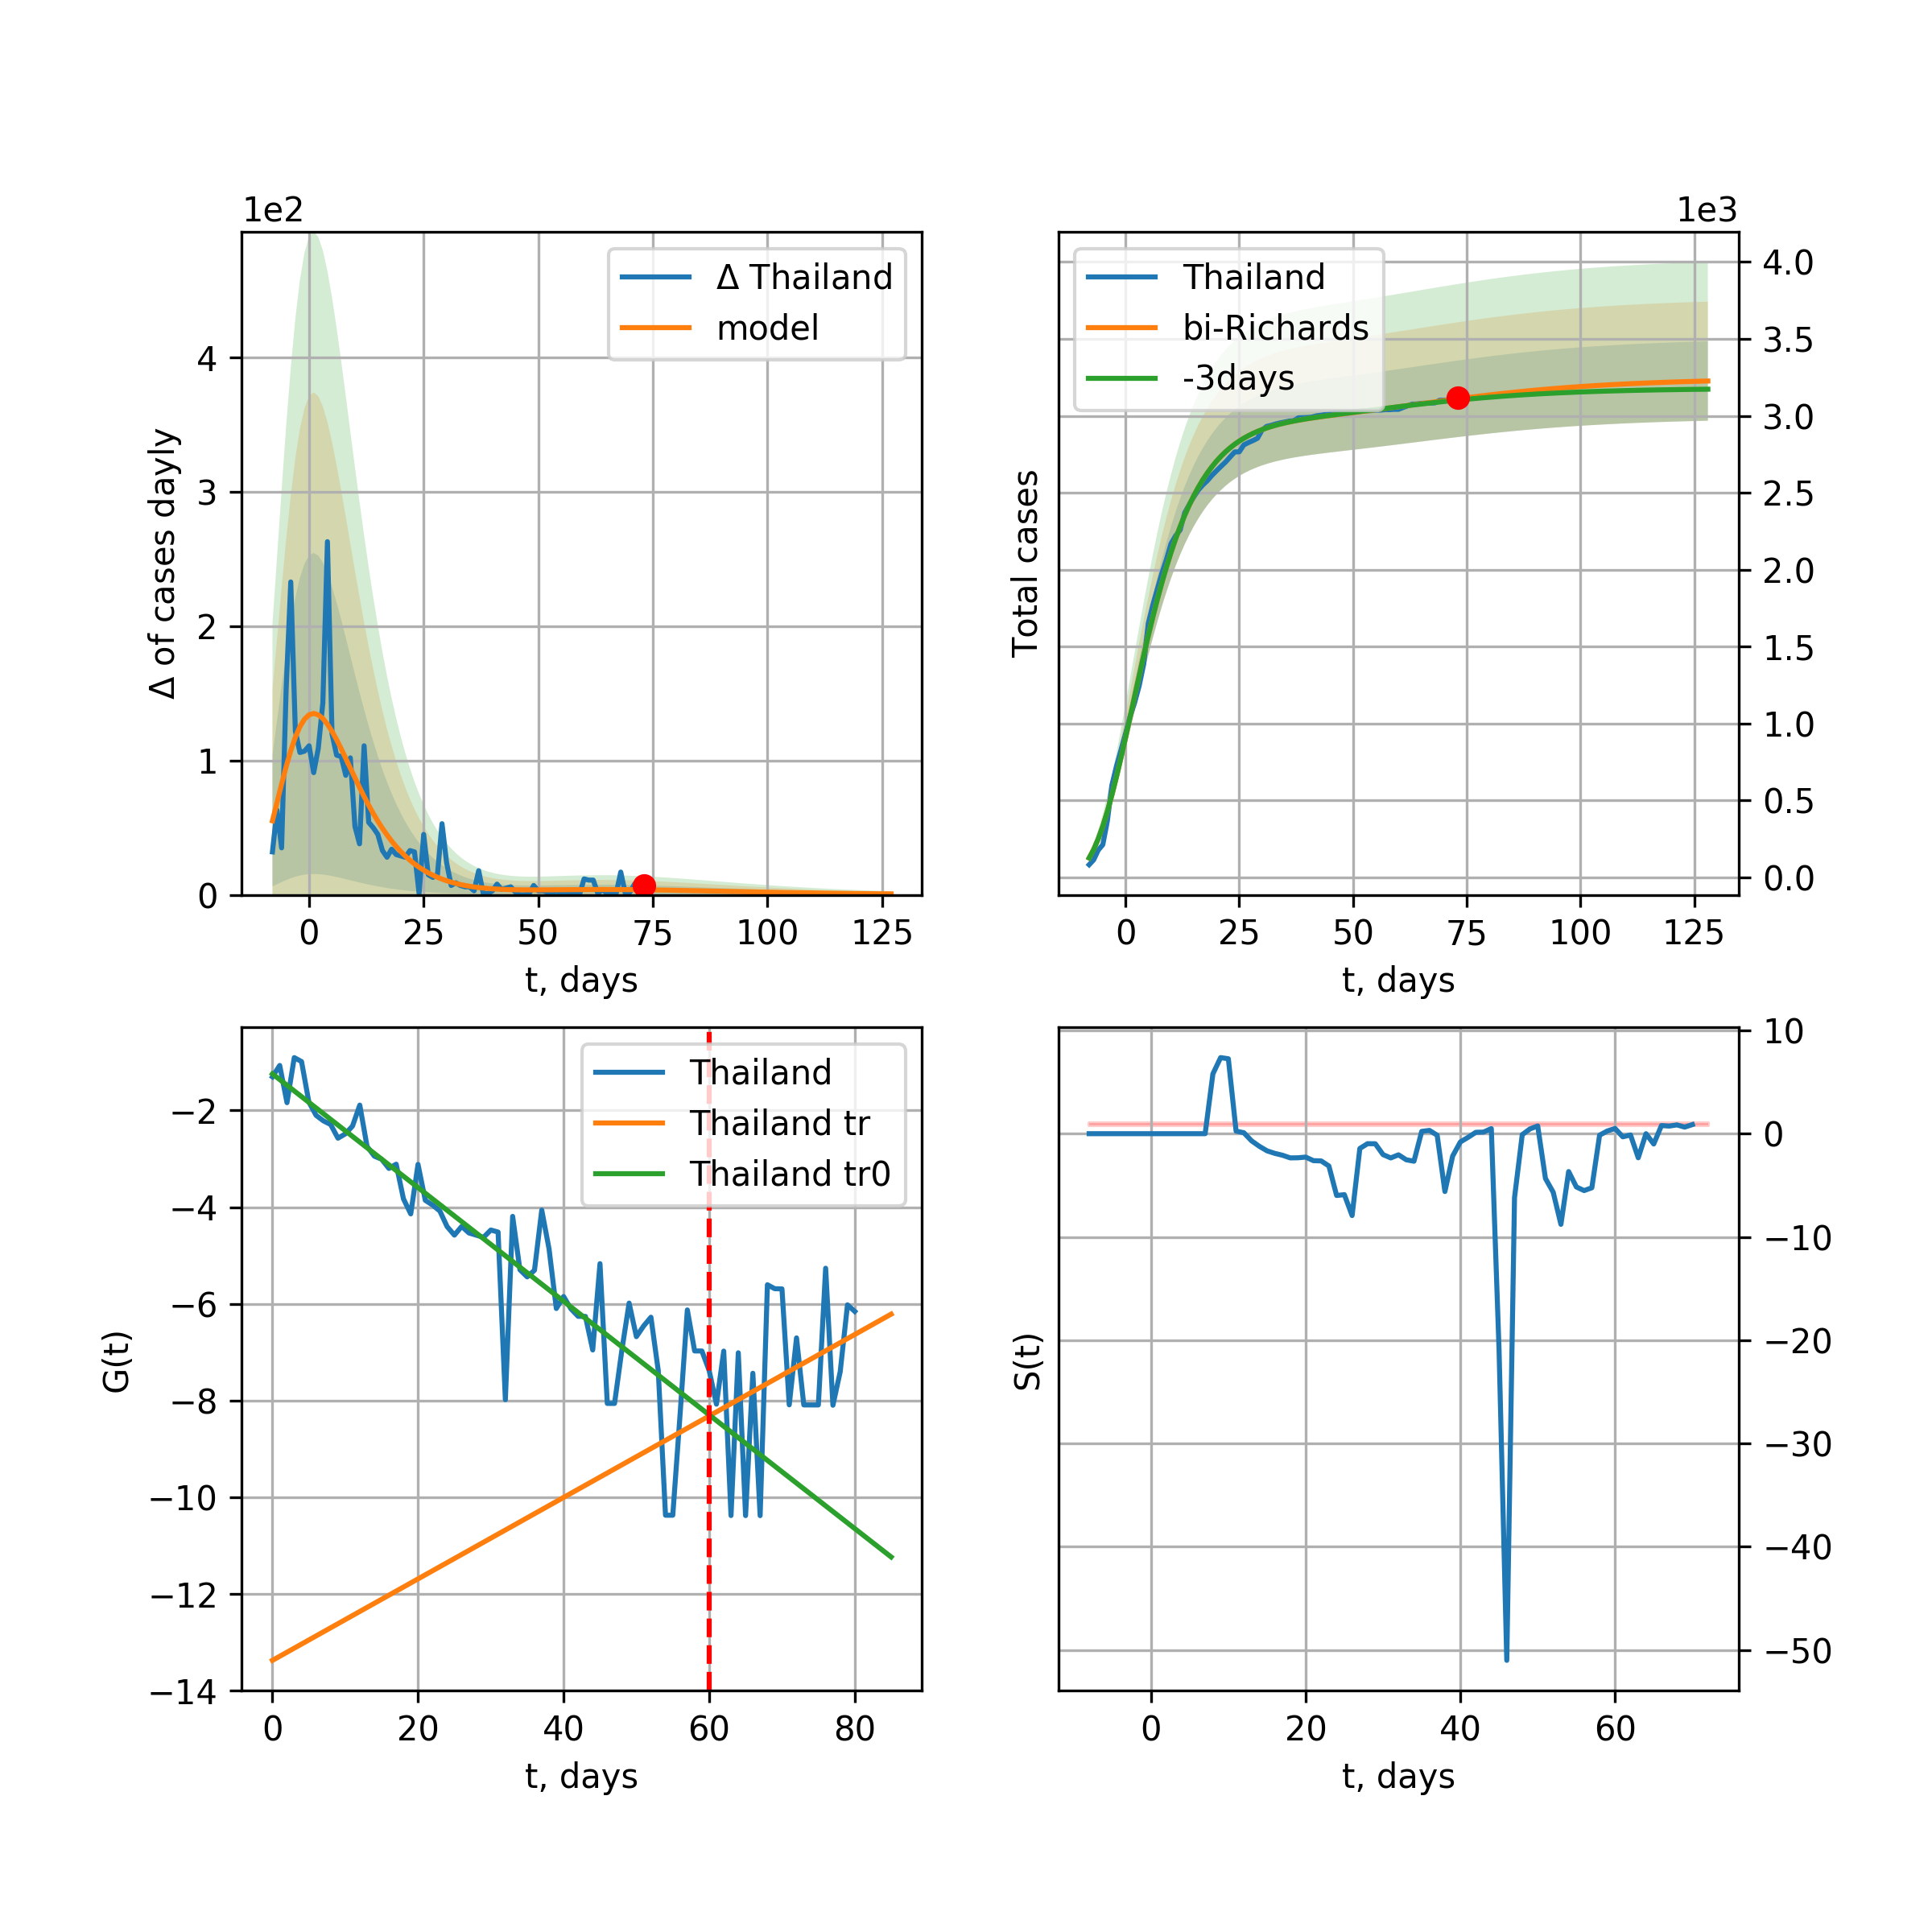 1e2
Δ of cases dayly
4
3
2
1
0
Δ Thailand
model
0 25 50 75 100 125
t, days
1e3
Total cases
Thailand
bi-Richards
-3days
4.0
3.5
3.0
2.5
2.0
1.5
1.0
0.5
0.0
0 25 50 75 100 125
t, days
G(t)
−2
−4
−6
−8
−10
−12
−14
Thailand
Thailand tr
Thailand tr0
0 20 40 60 80
t, days
S(t)
10
0
−10
−20
−30
−40
−50
0 20 40 60
t, days